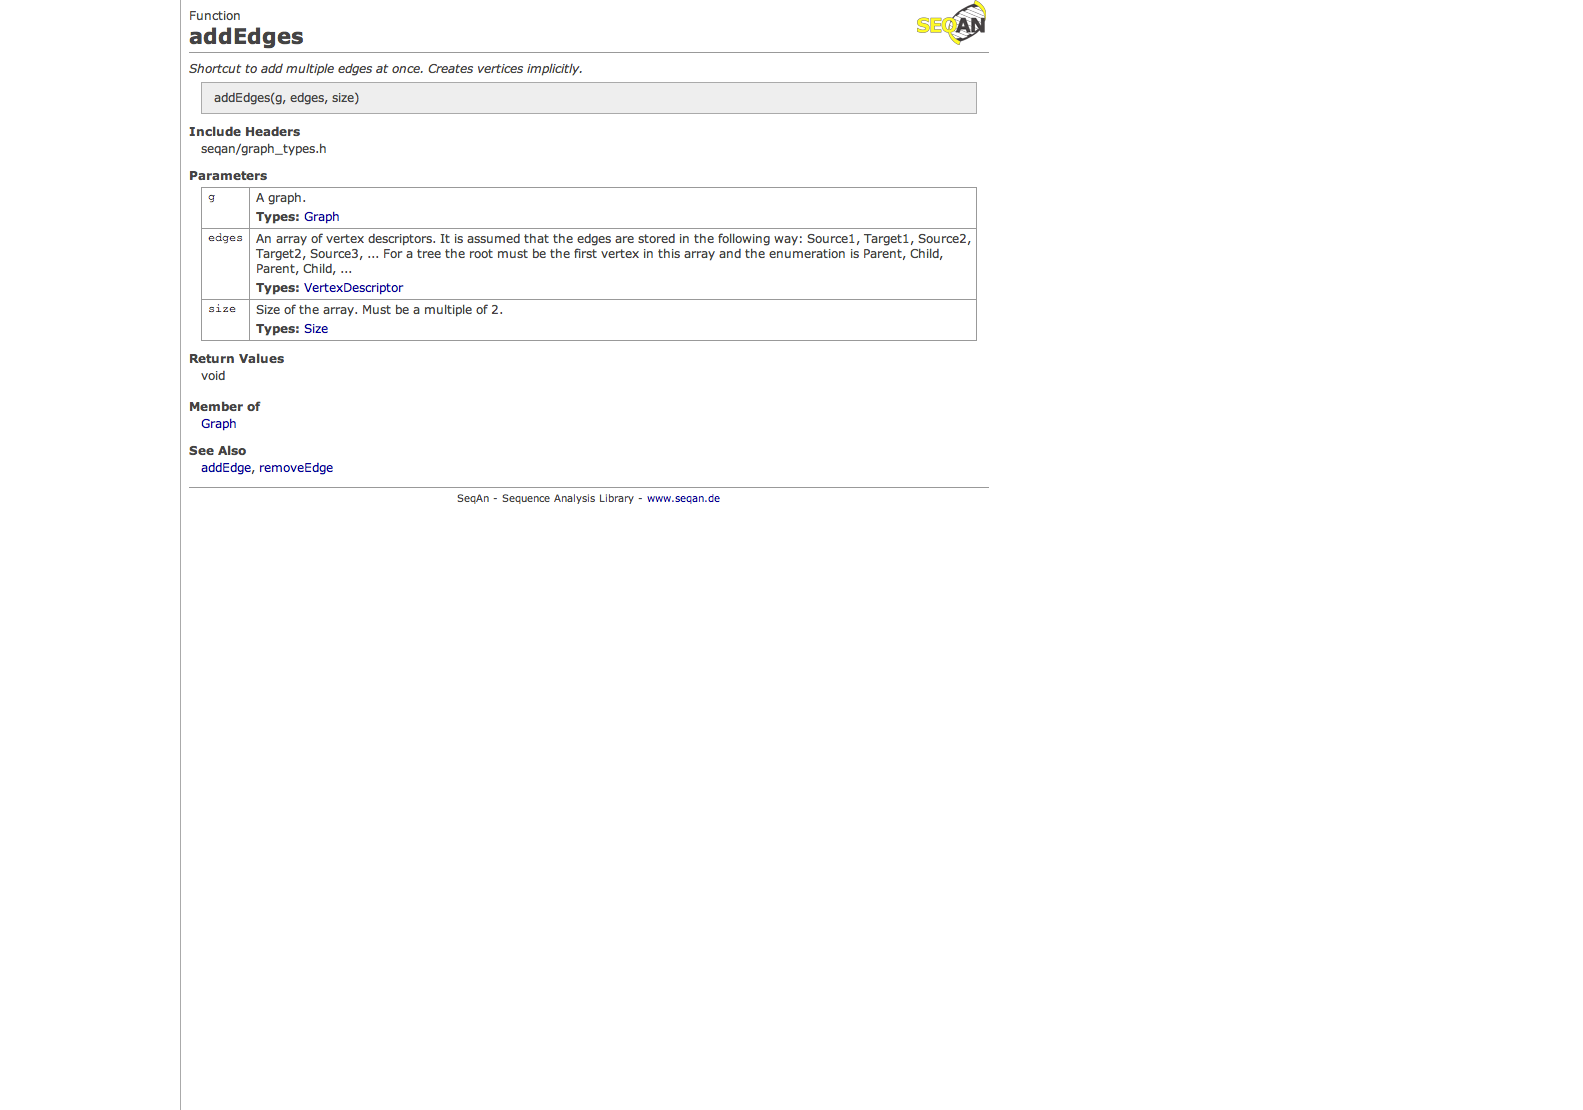 Function
addEdges
SEQAN
Shortcut to add multiple edges at once. Creates vertices implicitly.
addEdges(g, edges, size)
Include Headers
seqan/graph_types.h
Parameters
g
A graph.
Types: Graph
edges
An array of vertex descriptors. It is assumed that the edges are stored in the following way: Source1, Target1, Source2,
Target2, Source3, ... For a tree the root must be the first vertex in this array and the enumeration is Parent, Child,
Parent, Child, ...
Types: VertexDescriptor
size
Size of the array. Must be a multiple of 2.
Types: Size
Return Values
void
Member of
Graph
See Also
addEdge, removeEdge
SeqAn - Sequence Analysis Library - www.seqan.de